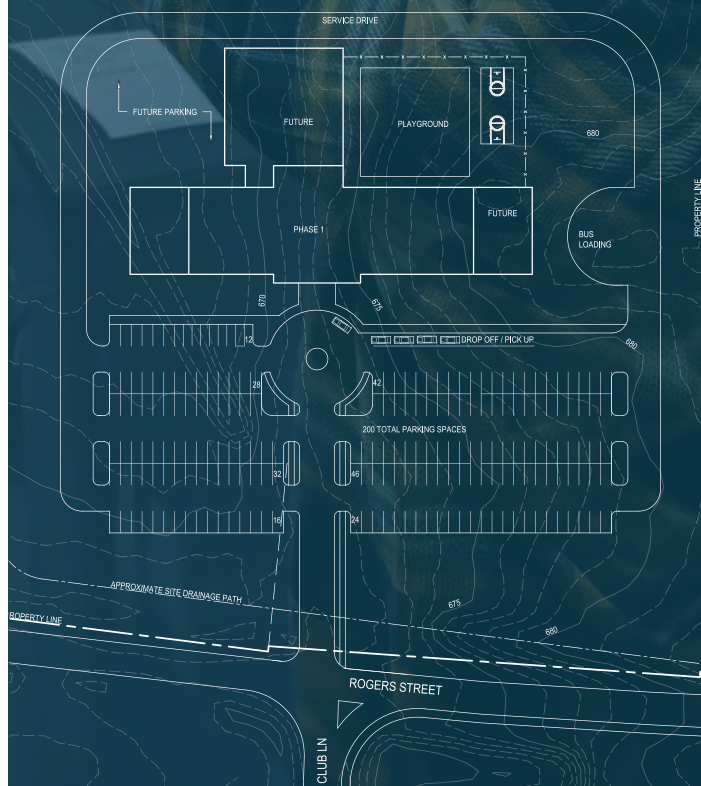 SERVICE DRIVE
FUTURE PARKING
FUTURE
PLAYGROUND
680
PROPERTY LINE
FUTURE
PHASE 1
BUS
LOADING
670
675
12
DROP OFF / PICK UP
680
28
42
200 TOTAL PARKING SPACES
32
46
16
24
APPROXIMATE SITE DRAINAGE PATH
675
ROPERTY LINE
680
ROGERS STREET
CLUB LN